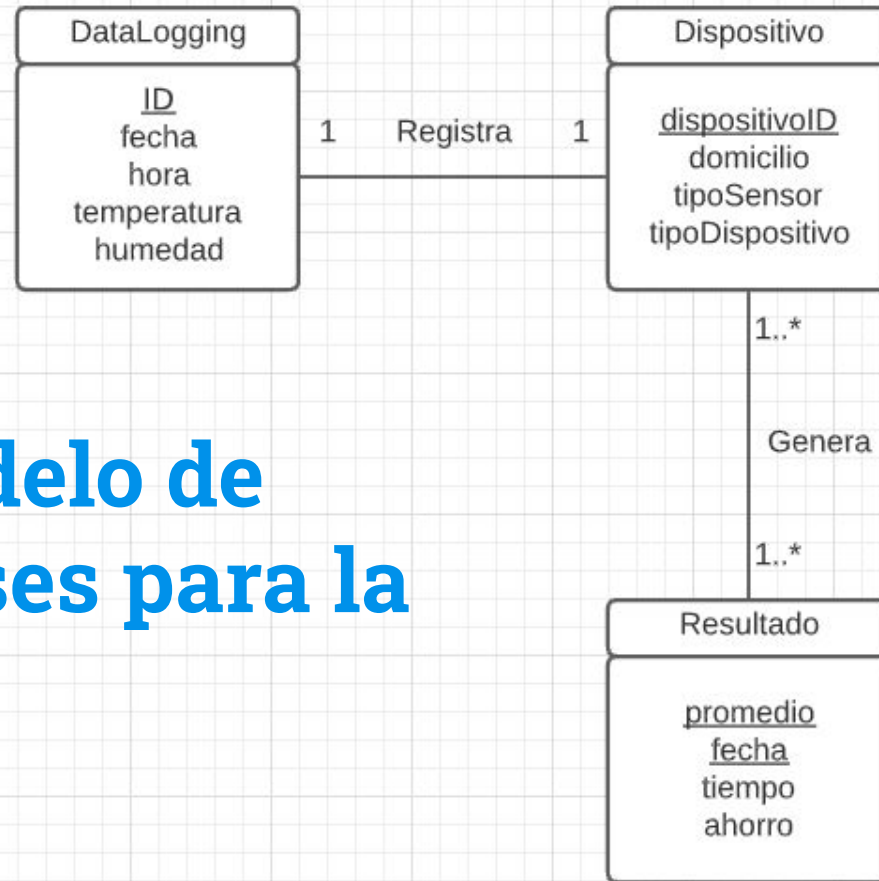 DataLogging
ID
fecha
hora
temperatura
humedad
1 Registra 1
Dispositivo
dispositivoID
domicilio
tipoSensor
tipoDispositivo
1..*
Genera
1..*
Resultado
promedio
fecha
tiempo
ahorro
delo de
ses para la